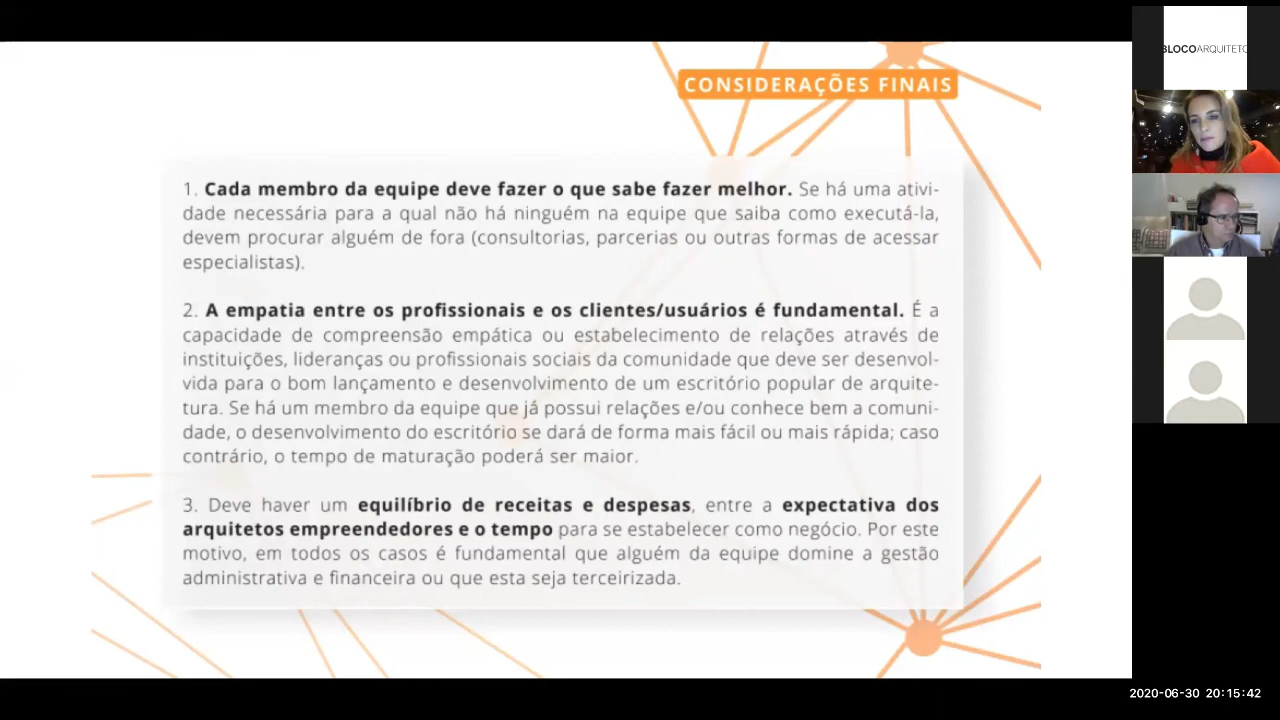 CONSIDERAÇÕES FINAIS
1. Cada membro da equipe deve fazer o que sabe fazer melhor. Se há uma ativi-
dade necessária para a qual não há ninguém na equipe que saiba como executá-la,
devem procurar alguém de fora (consultorias, parcerias ou outras formas de acessar
especialistas).
2. A empatia entre os profissionais e os clientes/usuários é fundamental. É a
capacidade de compreensão empática ou estabelecimento de relações através de
instituições, lideranças ou profissionais sociais da comunidade que deve ser desenvol-
vida para o bom lançamento e desenvolvimento de um escritório popular de arquite-
tura. Se há um membro da equipe que já possui relações e/ou conhece bem a comuni-
dade, o desenvolvimento do escritório se dará de forma mais fácil ou mais rápida; caso
contrário, o tempo de maturação poderá ser maior.
3. Deve haver um equilíbrio de receitas e despesas, entre a expectativa dos
arquitetos empreendedores e o tempo para se estabelecer como negócio. Por este
motivo, em todos os casos é fundamental que alguém da equipe domine a gestão
administrativa e financeira ou que esta seja terceirizada.
BLOCOARQUITETO
2020-06-30 20:15:42